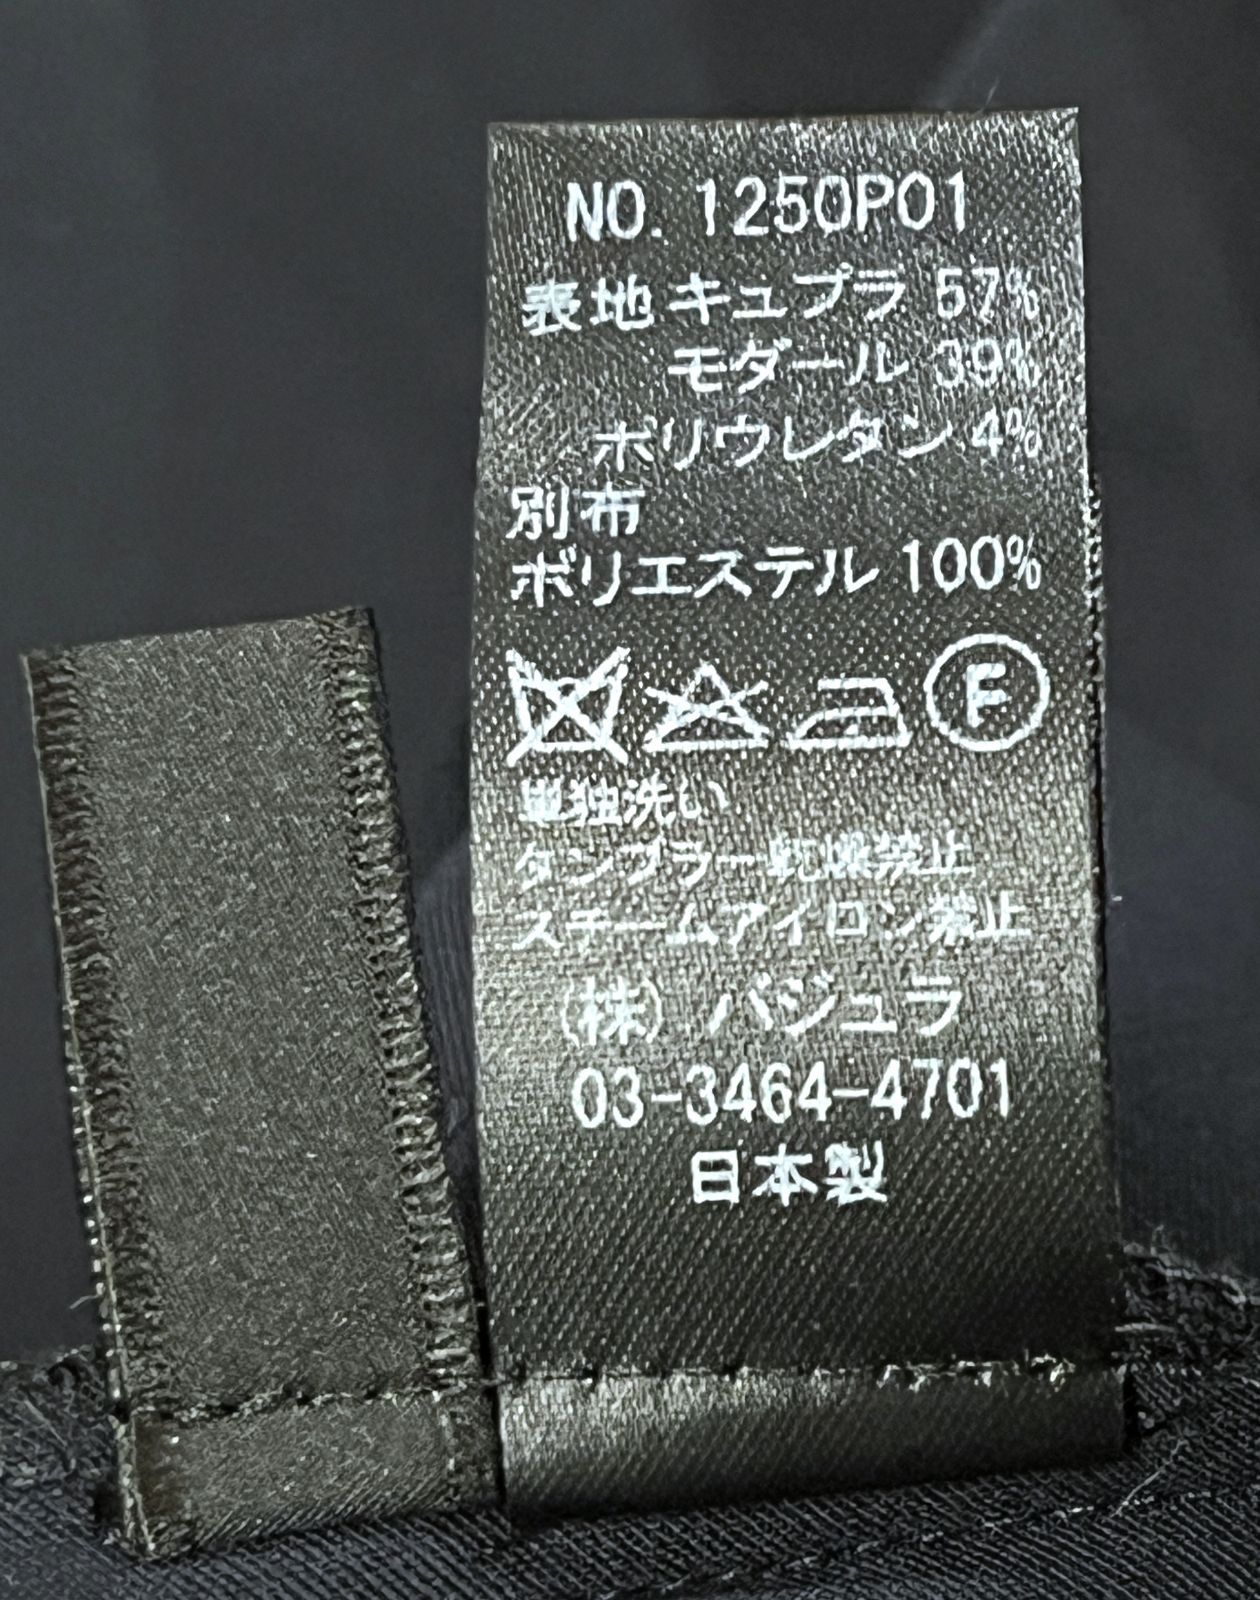 NO. 1250P01
表地 キュプラ 57%
モダール 39%
ポリウレタン 4%
別布
ポリエステル 100%
F
単独洗い
タンブラー乾燥禁止
スチームアイロン禁止
(株) バジュラ
03-3464-4701
日本製